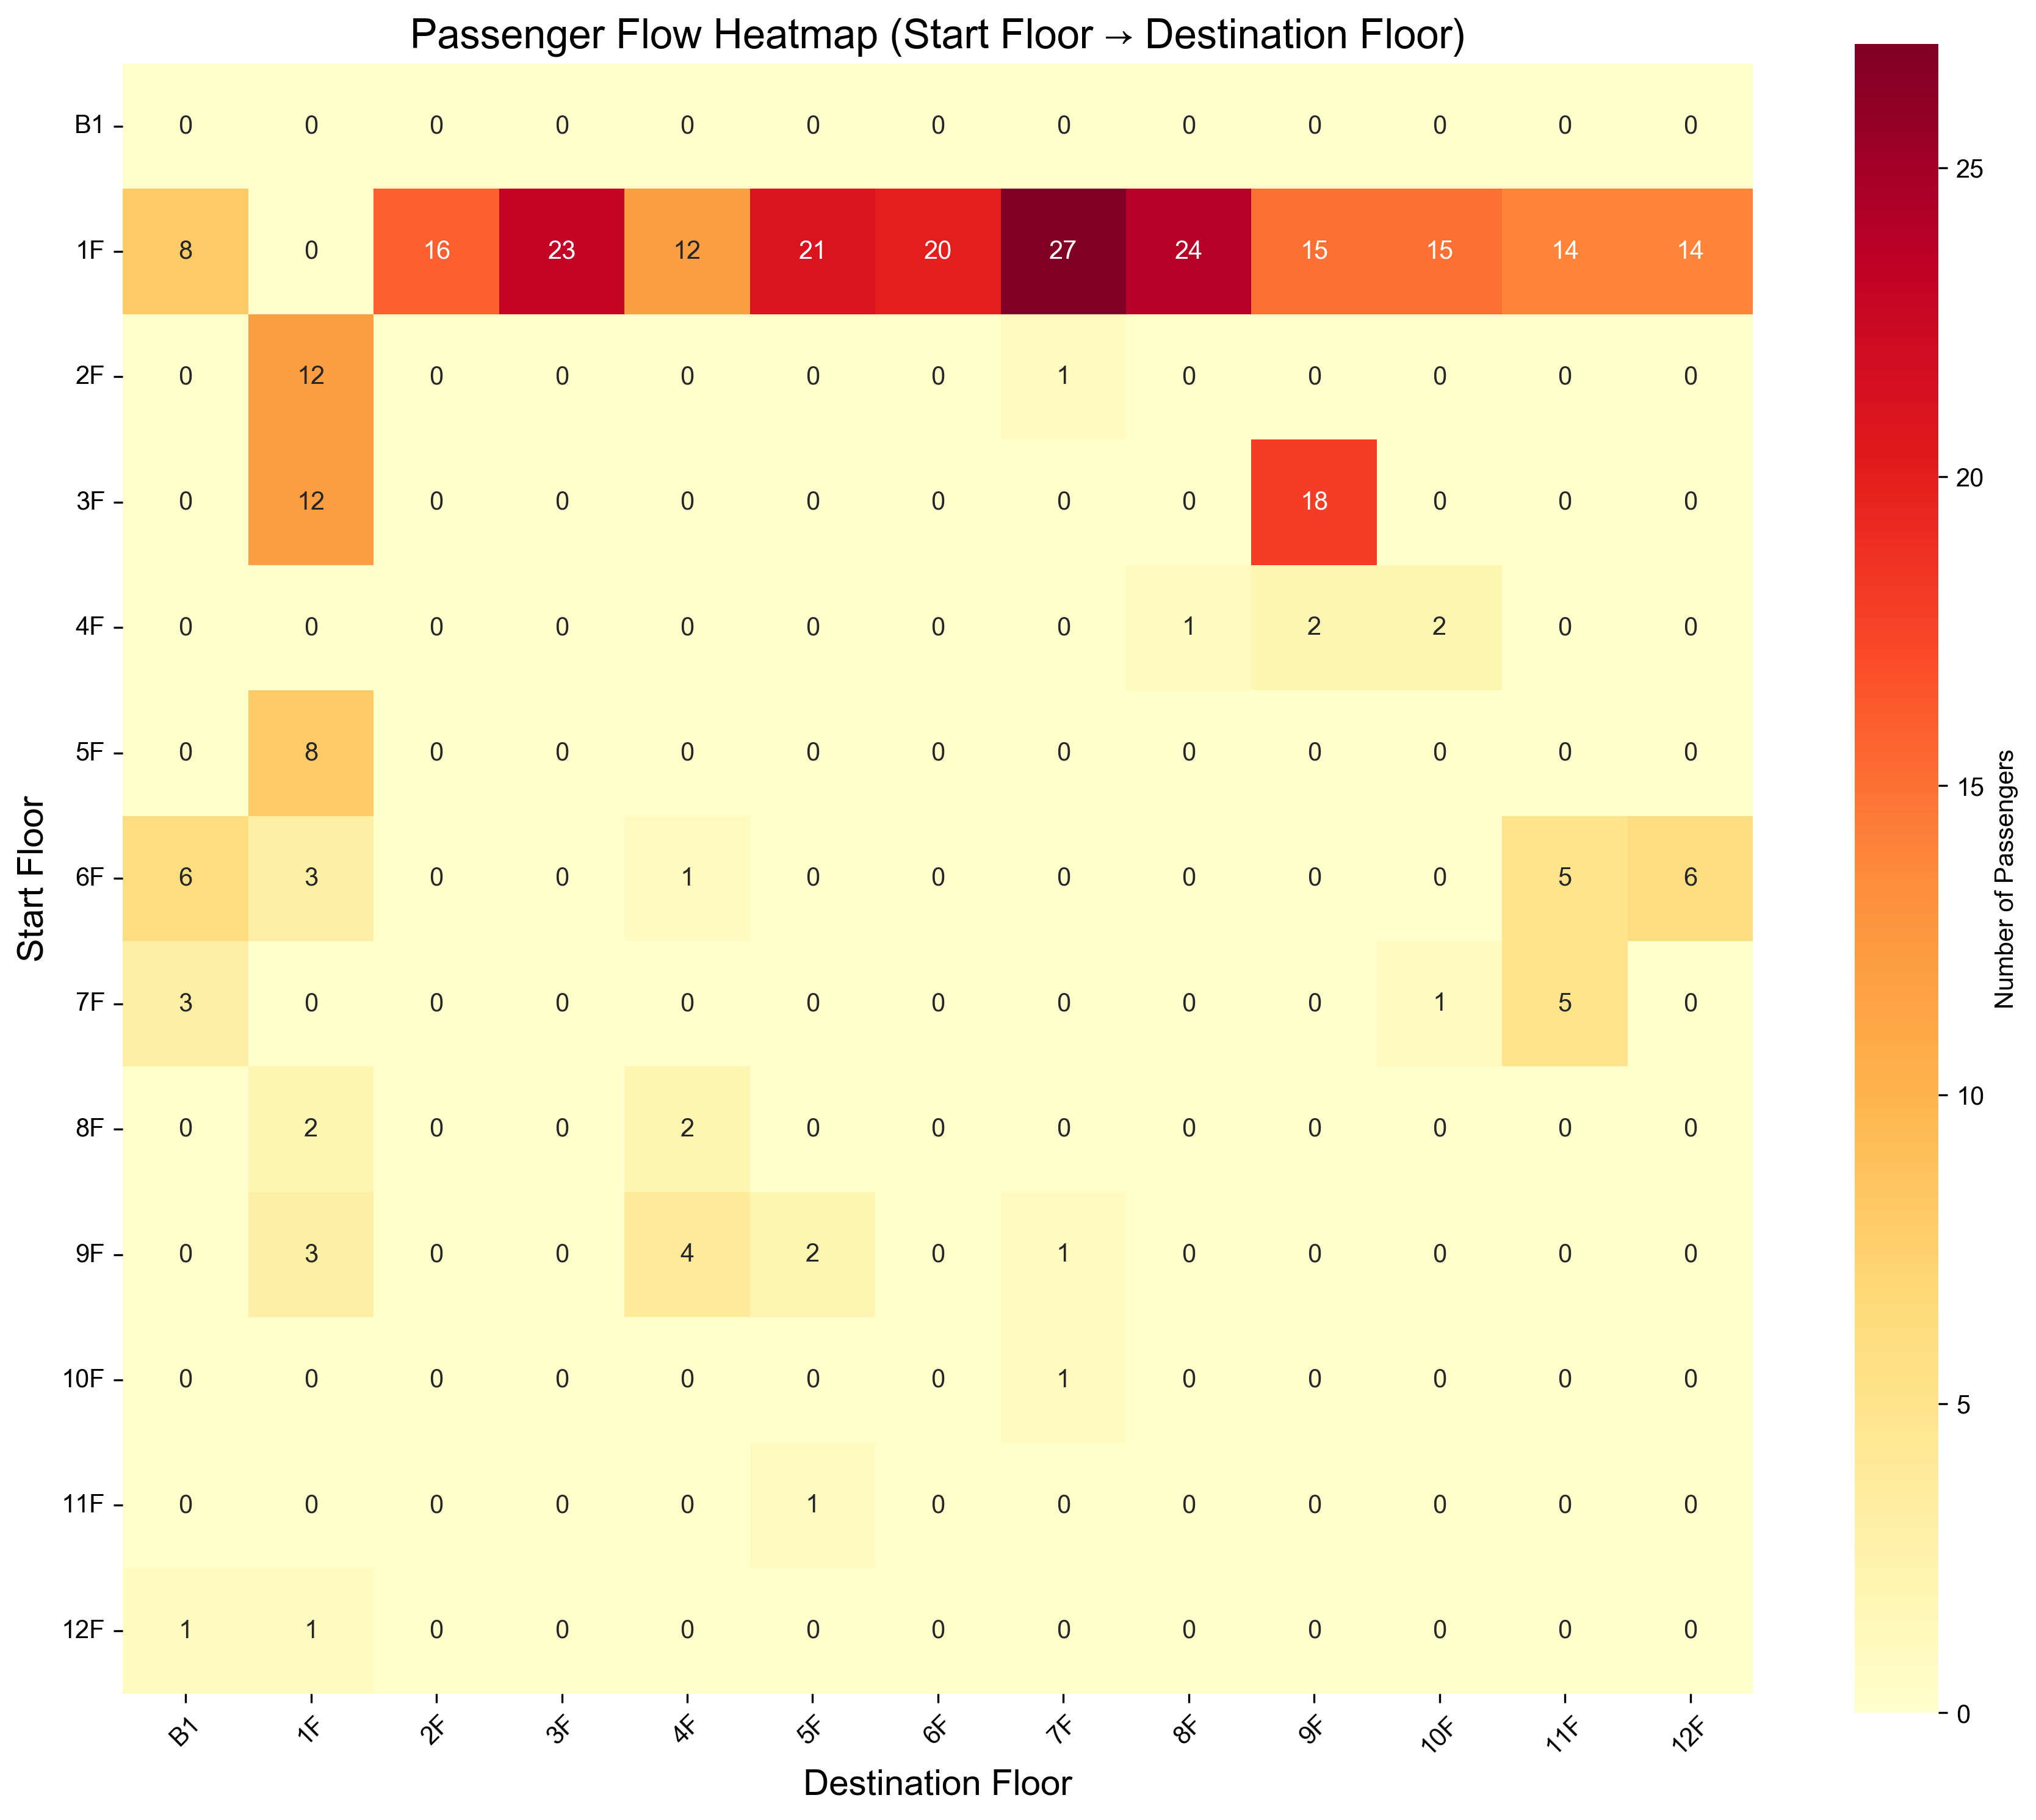 Passenger Flow Heatmap (Start Floor → Destination Floor)
B1 0 0 0 0 0 0 0 0 0 0 0 0 0
1F 8 0 16 23 12 21 20 27 24 15 15 14 14
2F 0 12 0 0 0 0 0 1 0 0 0 0 0
3F 0 12 0 0 0 0 0 0 0 18 0 0 0
4F 0 0 0 0 0 0 0 0 1 2 2 0 0
5F 0 8 0 0 0 0 0 0 0 0 0 0 0
6F 6 3 0 0 1 0 0 0 0 0 0 5 6
7F 3 0 0 0 0 0 0 0 0 0 1 5 0
8F 0 2 0 0 2 0 0 0 0 0 0 0 0
9F 0 3 0 0 4 2 0 1 0 0 0 0 0
10F 0 0 0 0 0 0 0 1 0 0 0 0 0
11F 0 0 0 0 0 1 0 0 0 0 0 0 0
12F 1 1 0 0 0 0 0 0 0 0 0 0 0
B1 1F 2F 3F 4F 5F 6F 7F 8F 9F 10F 11F 12F
Destination Floor
Start Floor
25
20
15
10
5
0
Number of Passengers